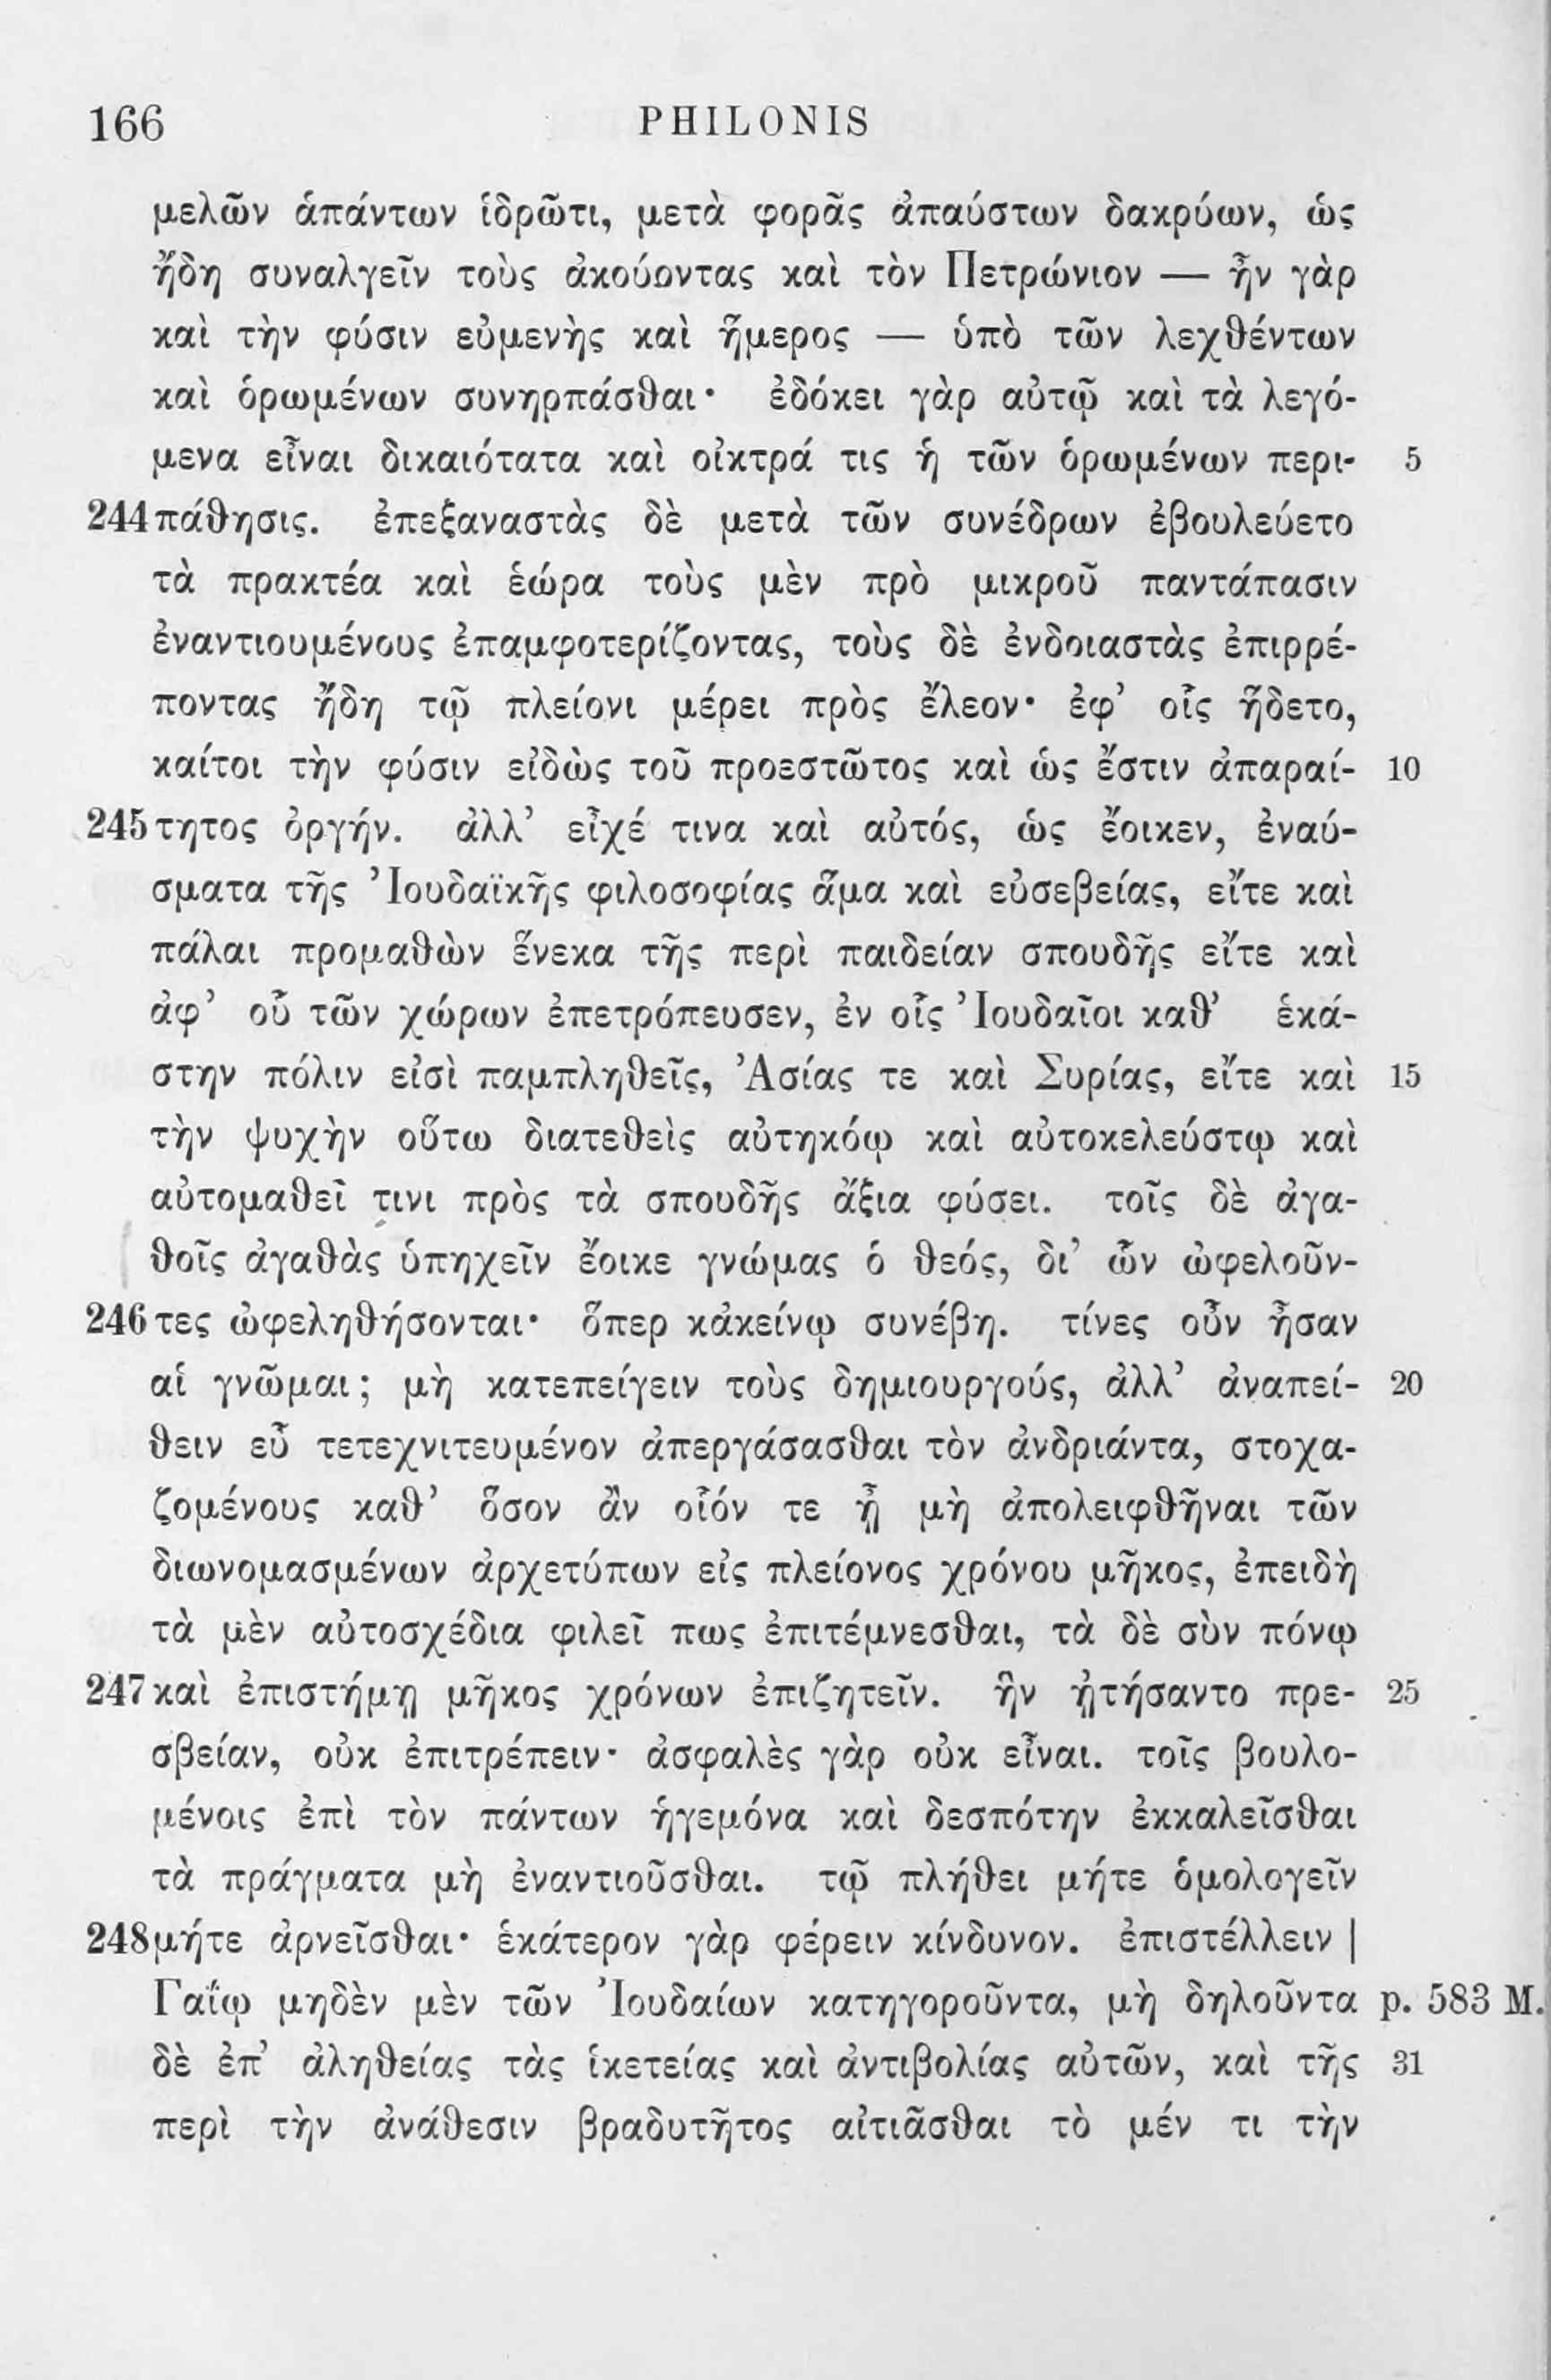 166 PHILONIS
μελῶν ἁπάντων ἱδρῶτι, μετὰ φορᾶς ἀπαύστων δακρύων, ὡς
ἤδη συναλγεῖν τοὺς ἀκούοντας καὶ τὸν Πετρώνιον — ἦν γὰρ
καὶ τὴν φύσιν εὐμενὴς καὶ ἥμερος — ὑπὸ τῶν λεχθέντων
καὶ ὁρωμένων συνηρπάσθαι· ἐδόκει γὰρ αὐτῷ καὶ τὰ λεγό-
μενα εἶναι δικαιότατα καὶ οἰκτρά τις ἡ τῶν ὁρωμένων περι- 5
244 πάθησις. ἐπεξαναστὰς δὲ μετὰ τῶν συνέδρων ἐβουλεύετο
τὰ πρακτέα καὶ ἑώρα τοὺς μὲν πρὸ μικροῦ παντάπασιν
ἐναντιουμένους ἐπαμφοτερίζοντας, τοὺς δὲ ἐνδοιαστὰς ἐπιρρέ-
ποντας ἤδη τῷ πλείονι μέρει πρὸς ἔλεον· ἐφ’ οἷς ἥδετο,
καίτοι τὴν φύσιν εἰδὼς τοῦ προεστῶτος καὶ ὡς ἔστιν ἀπαραί- 10
245 τητος ὀργήν. ἀλλ’ εἶχέ τινα καὶ αὐτός, ὡς ἔοικεν, ἐναύ-
σματα τῆς Ἰουδαϊκῆς φιλοσοφίας ἅμα καὶ εὐσεβείας, εἴτε καὶ
πάλαι προμαθὼν ἕνεκα τῆς περὶ παιδείαν σπουδῆς εἴτε καὶ
ἀφ’ οὗ τῶν χώρων ἐπετρόπευσεν, ἐν οἷς Ἰουδαῖοι καθ’ ἑκά-
στην πόλιν εἰσὶ παμπληθεῖς, Ἀσίας τε καὶ Συρίας, εἴτε καὶ 15
τὴν ψυχὴν οὕτω διατεθεὶς αὐτηκόῳ καὶ αὐτοκελεύστῳ καὶ
αὐτομαθεῖ τινι πρὸς τὰ σπουδῆς ἄξια φύσει. τοῖς δὲ ἀγα-
θοῖς ἀγαθὰς ὑπηχεῖν ἔοικε γνώμας ὁ θεός, δι’ ὧν ὠφελοῦν-
246 τες ὠφεληθήσονται· ὅπερ κἀκείνῳ συνέβη. τίνες οὖν ἦσαν
αἱ γνῶμαι; μὴ κατεπείγειν τοὺς δημιουργούς, ἀλλ’ ἀναπεί- 20
θειν εὖ τετεχνιτευμένον ἀπεργάσασθαι τὸν ἀνδριάντα, στοχα-
ζομένους καθ’ ὅσον ἂν οἷόν τε ᾖ μὴ ἀπολειφθῆναι τῶν
διωνομασμένων ἀρχετύπων εἰς πλείονος χρόνου μῆκος, ἐπειδὴ
τὰ μὲν αὐτοσχέδια φιλεῖ πως ἐπιτέμνεσθαι, τὰ δὲ σὺν πόνῳ
247 καὶ ἐπιστήμῃ μῆκος χρόνων ἐπιζητεῖν. ἣν ᾐτήσαντο πρε- 25
σβείαν, οὐκ ἐπιτρέπειν· ἀσφαλὲς γὰρ οὐκ εἶναι. τοῖς βουλο-
μένοις ἐπὶ τὸν πάντων ἡγεμόνα καὶ δεσπότην ἐκκαλεῖσθαι
τὰ πράγματα μὴ ἐναντιοῦσθαι. τῷ πλήθει μήτε ὁμολογεῖν
248 μήτε ἀρνεῖσθαι· ἑκάτερον γὰρ φέρειν κίνδυνον. ἐπιστέλλειν |
Γαΐῳ μηδὲν μὲν τῶν Ἰουδαίων κατηγοροῦντα, μὴ δηλοῦντα p. 583 M.
δὲ ἐπ’ ἀληθείας τὰς ἱκετείας καὶ ἀντιβολίας αὐτῶν, καὶ τῆς 31
περὶ τὴν ἀνάθεσιν βραδυτῆτος αἰτιᾶσθαι τὸ μέν τι τὴν